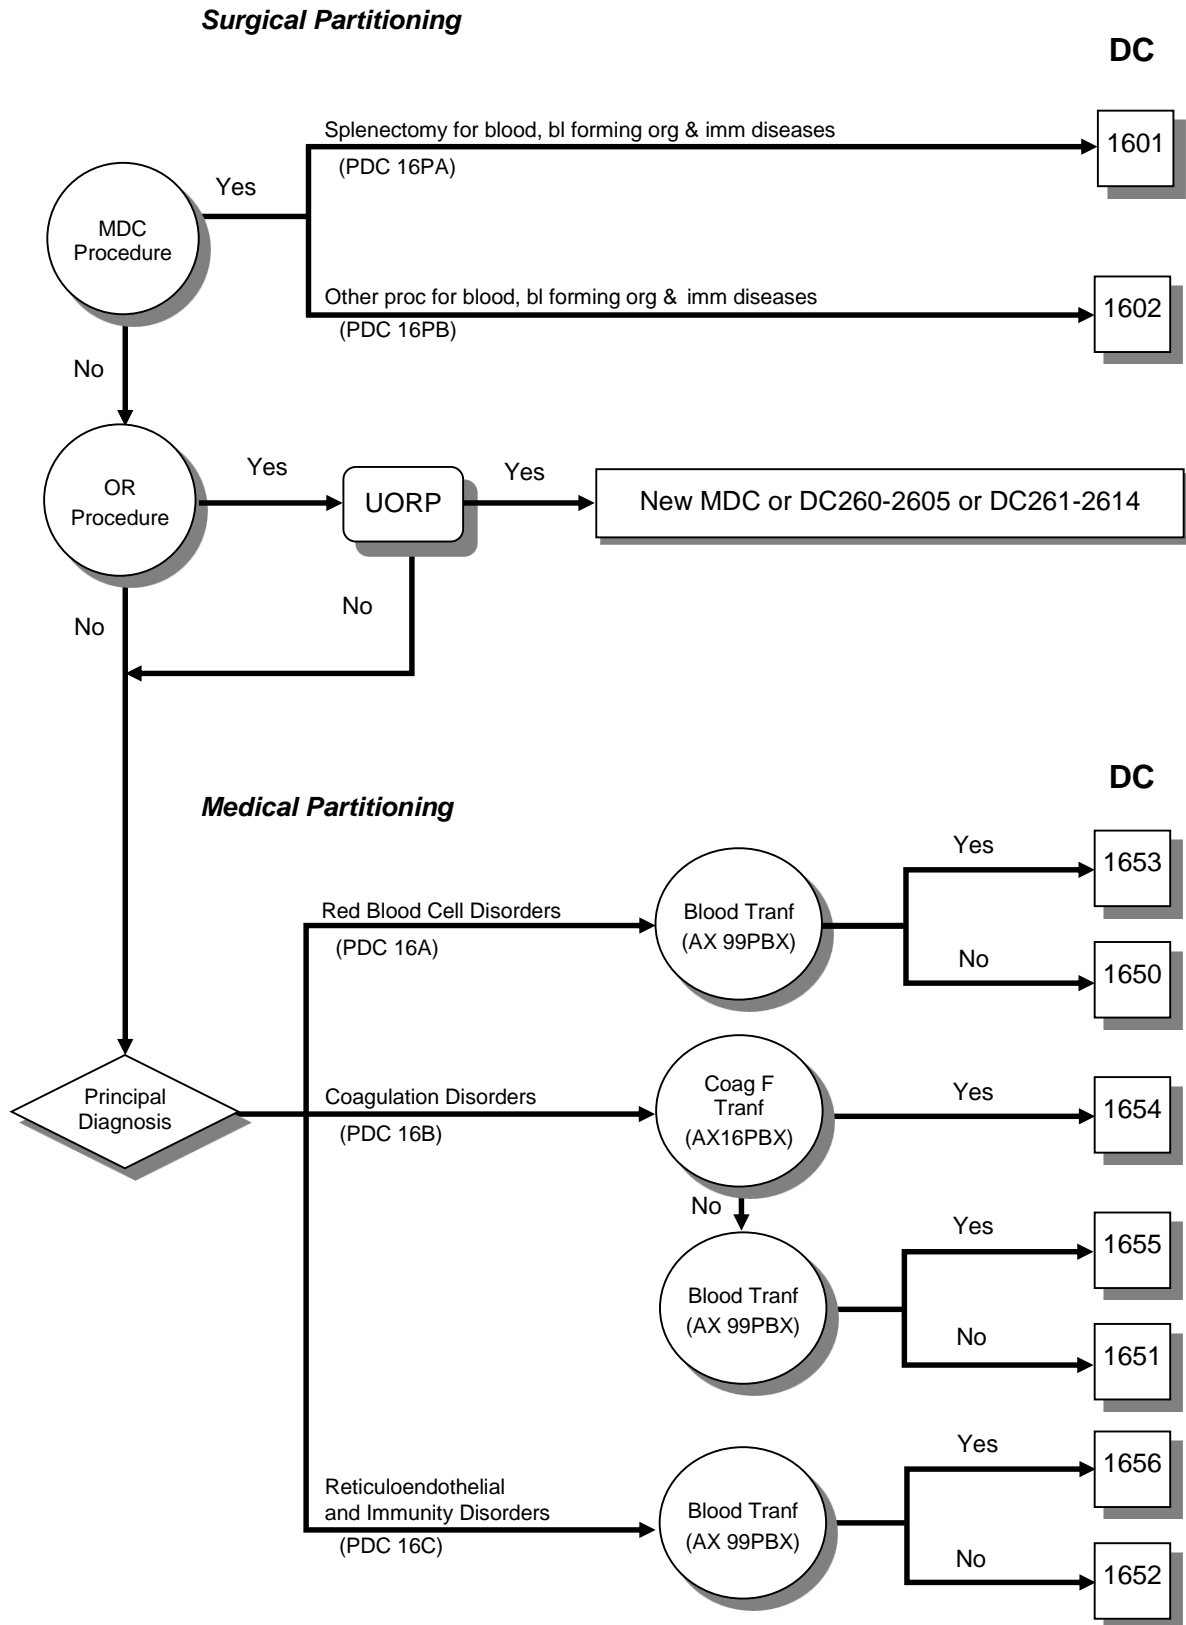 Surgical Partitioning
DC
Splenectomy for blood, bl forming org & imm diseases
(PDC 16PA)
1601
Yes
MDC
Procedure
Other proc for blood, bl forming org & imm diseases
(PDC 16PB)
1602
No
OR
Procedure
Yes
UORP
Yes
New MDC or DC260-2605 or DC261-2614
No
No
DC
Medical Partitioning
Red Blood Cell Disorders
(PDC 16A)
Blood Tranf
(AX 99PBX)
Yes
1653
No
1650
Principal
Diagnosis
Coagulation Disorders
(PDC 16B)
Coag F
Tranf
(AX16PBX)
Yes
1654
No
Blood Tranf
(AX 99PBX)
Yes
1655
No
1651
Reticuloendothelial
and Immunity Disorders
(PDC 16C)
Blood Tranf
(AX 99PBX)
Yes
1656
No
1652